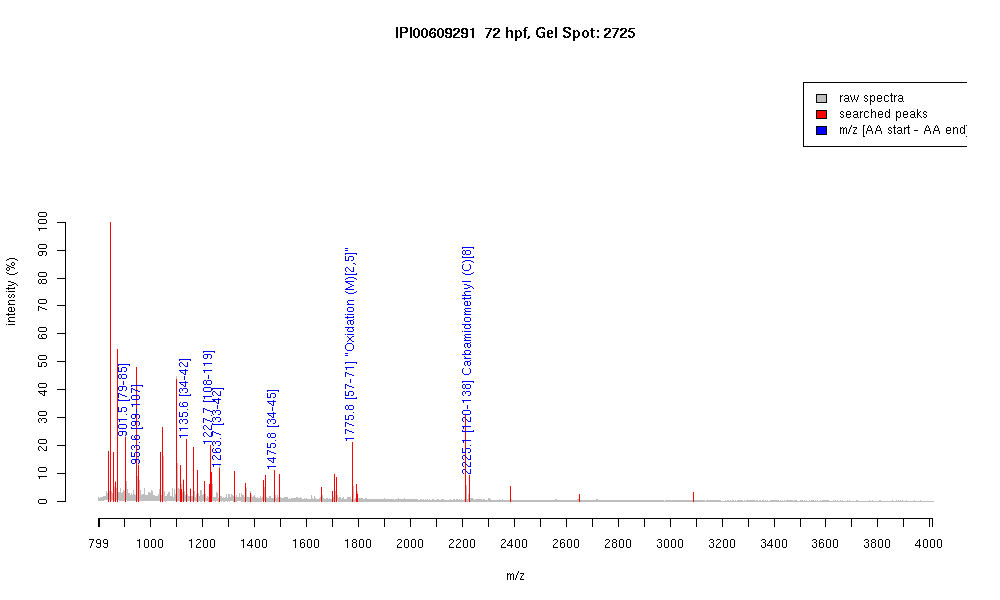 IPI00609291 72 hpf, Gel Spot: 2725
raw spectra
searched peaks
m/z [AA start - AA end]
intensity (%)
100
90
80
70
60
50
40
30
20
10
0
901.5 [79-85]
953.6 [99-107]
1135.6 [34-42]
1227.7 [108-119]
1263.7 [33-42]
1475.8 [34-45]
1775.8 [57-71] "Oxidation (M)[2,5]"
2225.1 [120-138] Carbamidomethyl (C)[8]
799 1000 1200 1400 1600 1800 2000 2200 2400 2600 2800 3000 3200 3400 3600 3800 4000
m/z